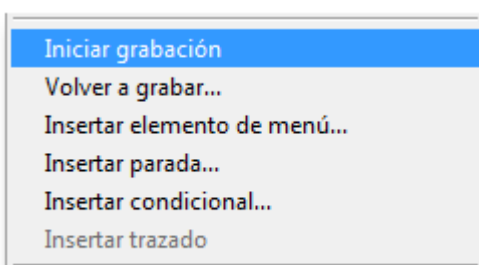 Iniciar grabación
Volver a grabar...
Insertar elemento de menú...
Insertar parada...
Insertar condicional...
Insertar trazado